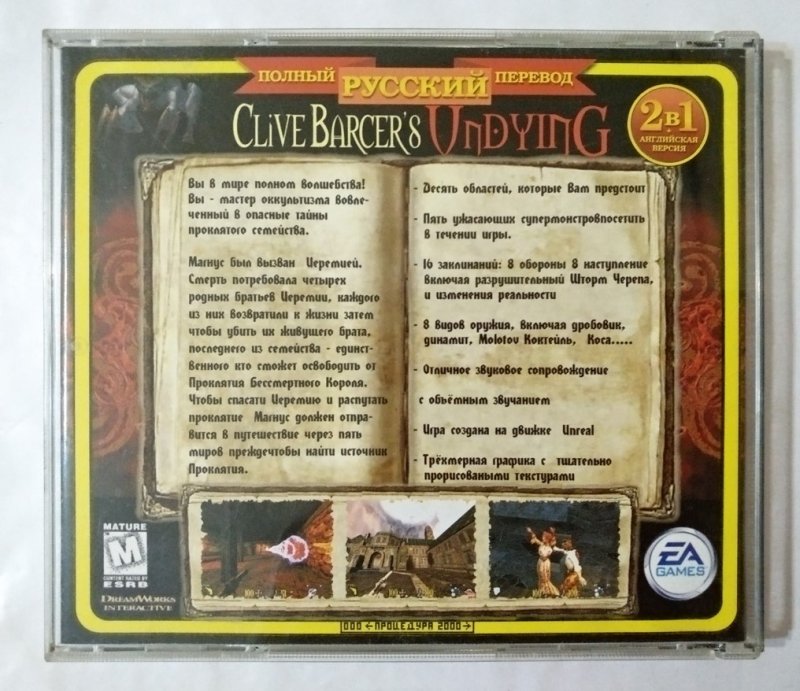 ПОЛНЫЙ РУССКИЙ ПЕРЕВОД
CLIVE BARCER'S UNDYING
2в1
+
АНГЛИЙСКАЯ
ВЕРСИЯ
Вы в мире полном волшебства!
Вы - мастер оккультизма вовле-
ченный в опасные тайны
проклятого семейства.
Магнус был вызван Иеремией.
Смерть потребовала четырех
родных братьев Иеремии, каждого
из них возвратили к жизни затем
чтобы убить их живущего брата,
последнего из семейства - единст-
венного кто сможет освободить от
Проклятия Бессмертного Короля.
Чтобы спасти Иеремию и распутать
проклятие Магнус должен отпра-
вится в путешествие через пять
миров преждечтобы найти источник
Проклятия.
- Десять областей, которые Вам предстоит
- Пять ужасающих супермонстровпосетить
в течении игры.
- 16 заклинаний: 8 обороны 8 наступление
включая разрушительный Шторм Черепа,
и изменения реальности
- 8 видов оружия, включая дробовик,
динамит, Molotov Коктейль, Коса.....
- Отличное звуковое сопровождение
с объёмным звучанием
- Игра создана на движке Unreal
- Трёхмерная графика с тщательно
прорисоваными текстурами
MATURE
M
CONTENT RATED BY
ESRB
DREAMWORKS
INTERACTIVE
EA
GAMES
ООО «ПРОЦЕДУРА 2000»